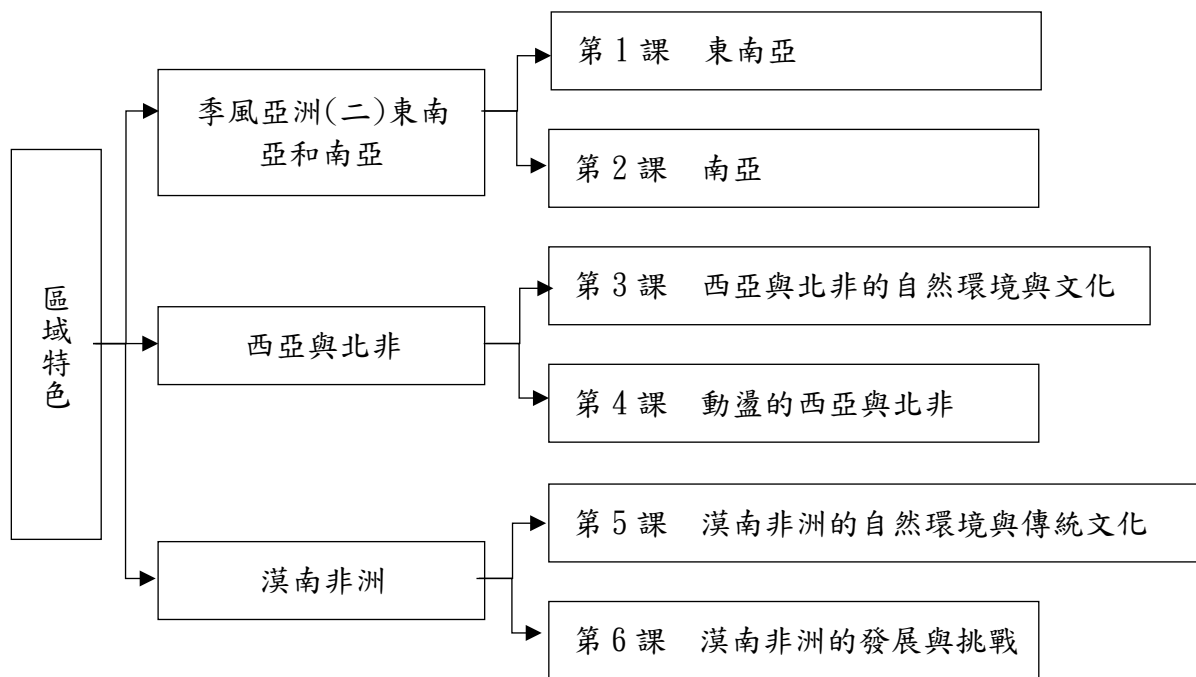 區域特色
季風亞洲(二)東南
亞和南亞
第1課 東南亞
第2課 南亞
西亞與北非
第3課 西亞與北非的自然環境與文化
第4課 動盪的西亞與北非
漠南非洲
第5課 漠南非洲的自然環境與傳統文化
第6課 漠南非洲的發展與挑戰